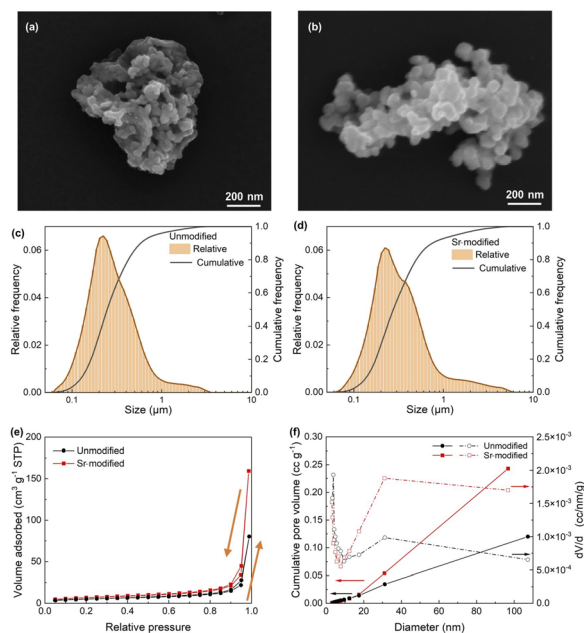 (a)
200 nm
(b)
200 nm
(c)
Unmodified
Relative
Cumulative
0.06
0.04
0.02
0.00
Relative frequency
1.0
0.8
0.6
0.4
0.2
0.0
Cumulative frequency
0.1
1
10
Size (μm)
(d)
Sr-modified
Relative
Cumulative
0.06
0.04
0.02
0.00
Relative frequency
1.0
0.8
0.6
0.4
0.2
0.0
Cumulative frequency
0.1
1
10
Size (μm)
(e)
Unmodified
Sr-modified
200
150
100
50
0
Volume adsorbed (cm³ g⁻¹ STP)
0.0 0.2 0.4 0.6 0.8 1.0
Relative pressure
(f)
Unmodified
Sr-modified
0.30
0.25
0.20
0.15
0.10
0.05
0.00
Cumulative pore volume (cc g⁻¹)
2.5×10⁻³
2.0×10⁻³
1.5×10⁻³
1.0×10⁻³
5.0×10⁻⁴
dV/d (cc/nm/g)
0 20 40 60 80 100
Diameter (nm)